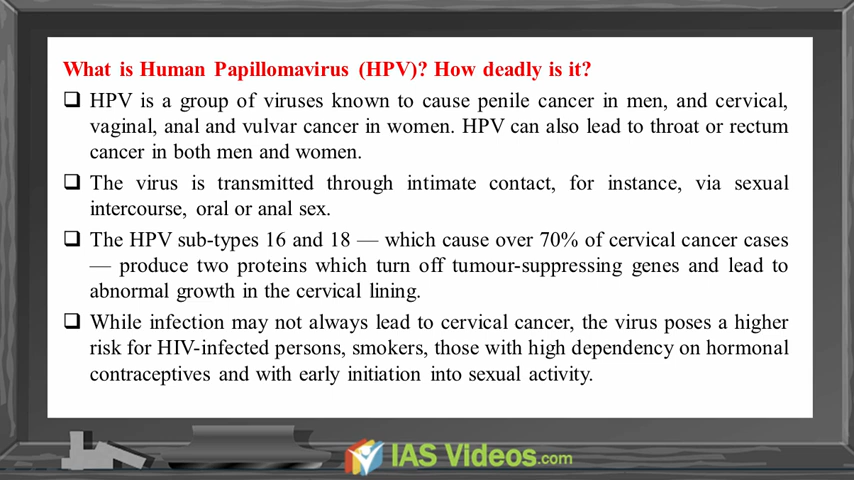 What is Human Papillomavirus (HPV)? How deadly is it?
❑ HPV is a group of viruses known to cause penile cancer in men, and cervical,
vaginal, anal and vulvar cancer in women. HPV can also lead to throat or rectum
cancer in both men and women.
❑ The virus is transmitted through intimate contact, for instance, via sexual
intercourse, oral or anal sex.
❑ The HPV sub-types 16 and 18 — which cause over 70% of cervical cancer cases
— produce two proteins which turn off tumour-suppressing genes and lead to
abnormal growth in the cervical lining.
❑ While infection may not always lead to cervical cancer, the virus poses a higher
risk for HIV-infected persons, smokers, those with high dependency on hormonal
contraceptives and with early initiation into sexual activity.
IAS Videos.com